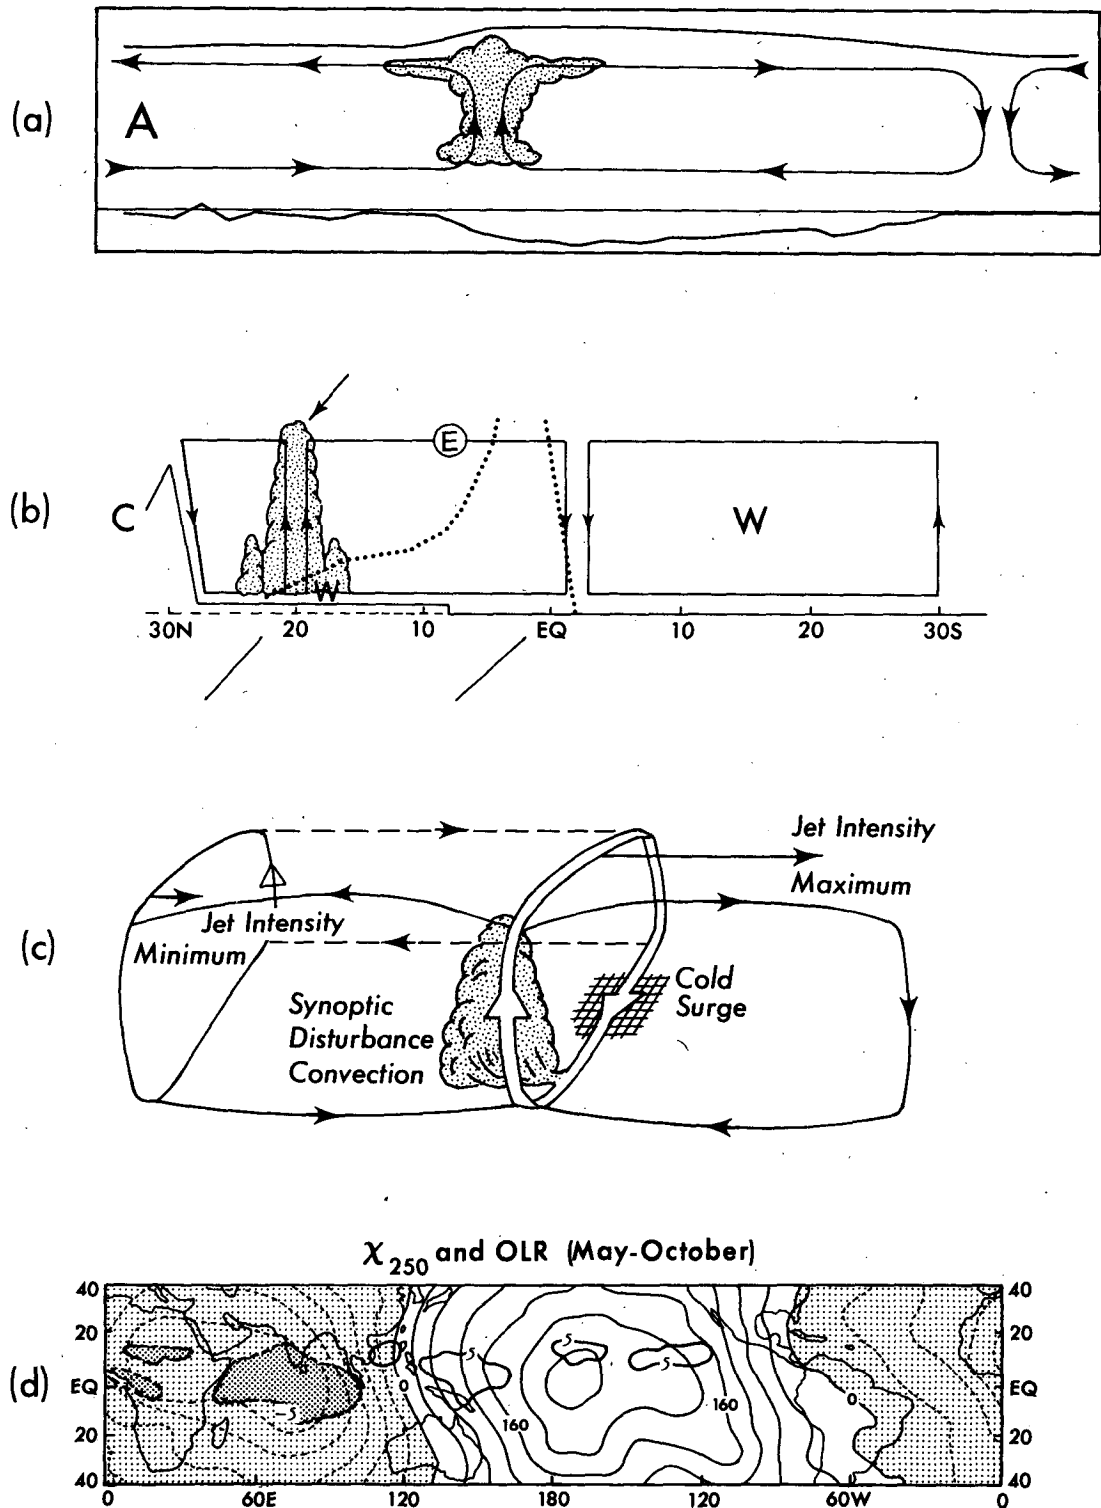 (a)
A
(b)
C
E
W
W
30N 20 10 EQ 10 20 30S
(c)
Jet Intensity
Maximum
Jet Intensity
Minimum
Cold
Surge
Synoptic
Disturbance
Convection
χ250 and OLR (May-October)
(d)
40 40
20 20
EQ EQ
20 20
40 40
-5
0
5
5
5
160
160
0
0 60E 120 180 120 60W 0